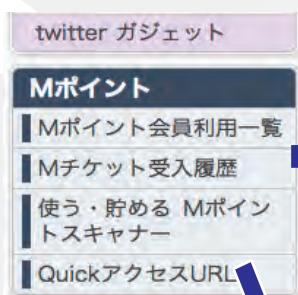 twitter ガジェット
Mポイント
Mポイント会員利用一覧
Mチケット受入履歴
使う・貯める Mポイン
トスキャナー
QuickアクセスURL